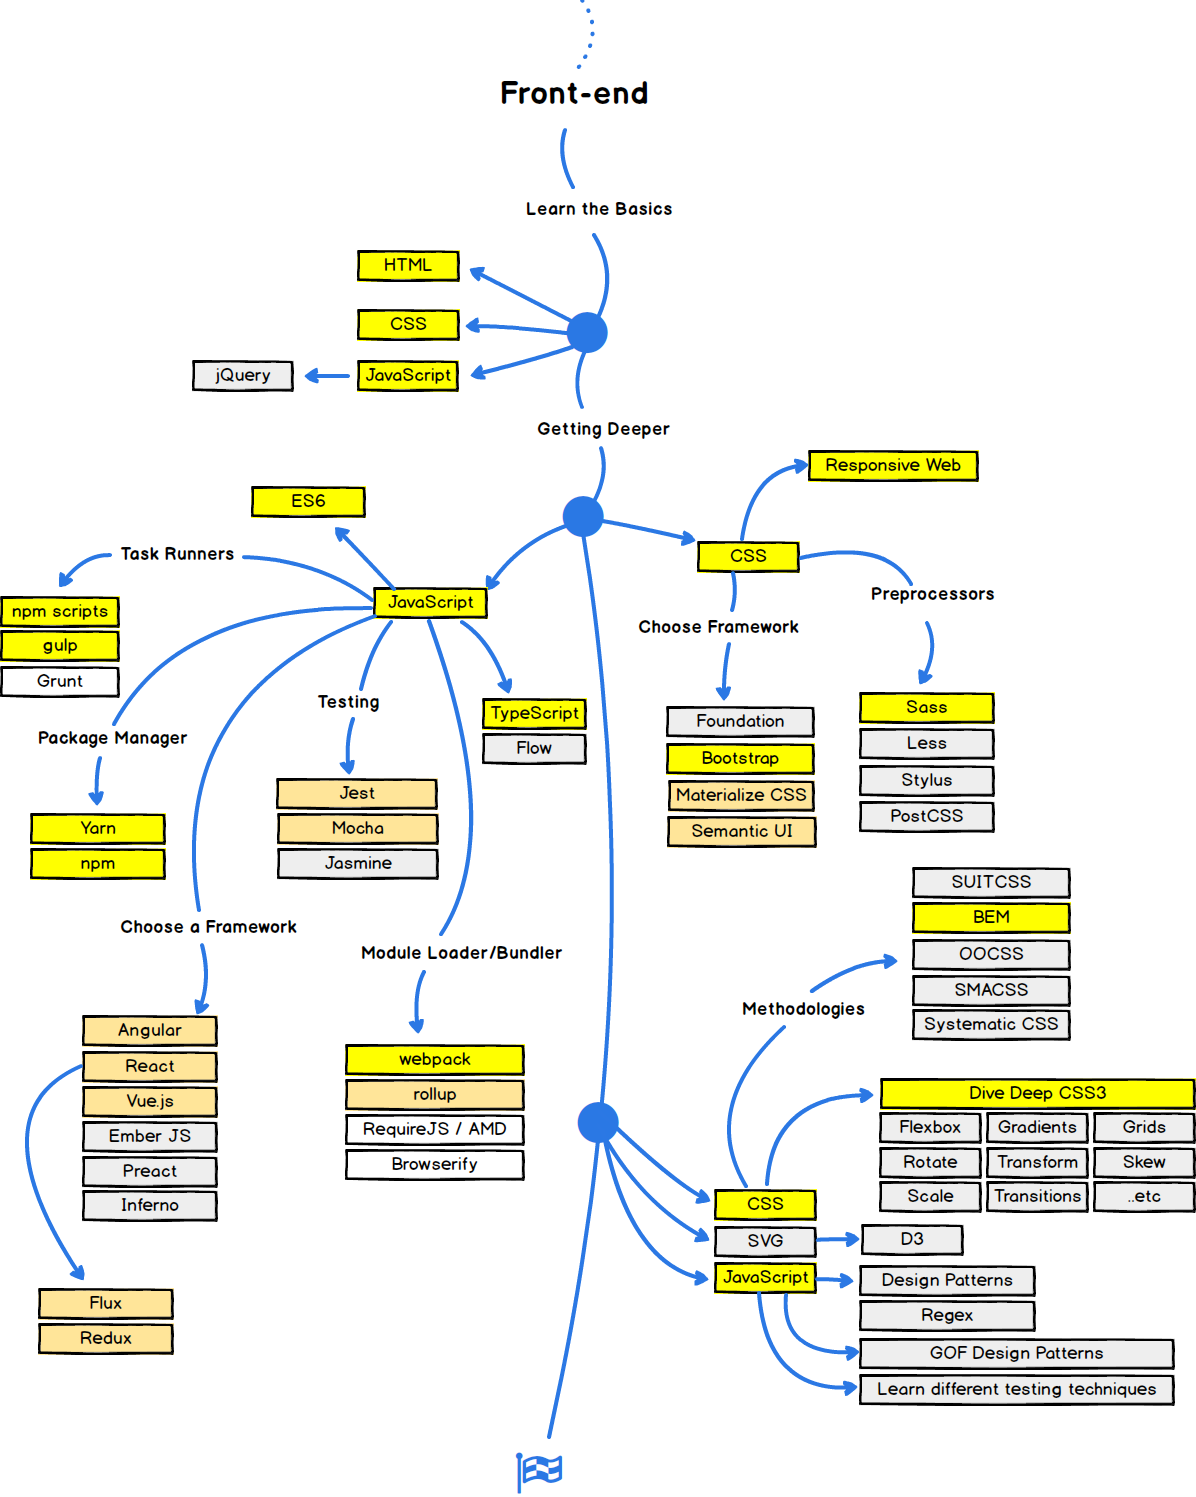 Front-end
Learn the Basics
HTML
CSS
jQuery
JavaScript
Getting Deeper
Responsive Web
ES6
Task Runners
CSS
npm scripts
gulp
Grunt
JavaScript
Preprocessors
Choose Framework
Testing
Package Manager
TypeScript
Flow
Foundation
Bootstrap
Materialize CSS
Semantic UI
Sass
Less
Stylus
PostCSS
Jest
Mocha
Jasmine
Yarn
npm
Choose a Framework
Module Loader/Bundler
SUITCSS
BEM
OOCSS
SMACSS
Systematic CSS
Methodologies
Angular
React
Vue.js
Ember JS
Preact
Inferno
webpack
rollup
RequireJS / AMD
Browserify
Dive Deep CSS3
Flexbox Gradients Grids
Rotate Transform Skew
Scale Transitions ..etc
CSS
SVG
JavaScript
D3
Design Patterns
Regex
GOF Design Patterns
Learn different testing techniques
Flux
Redux